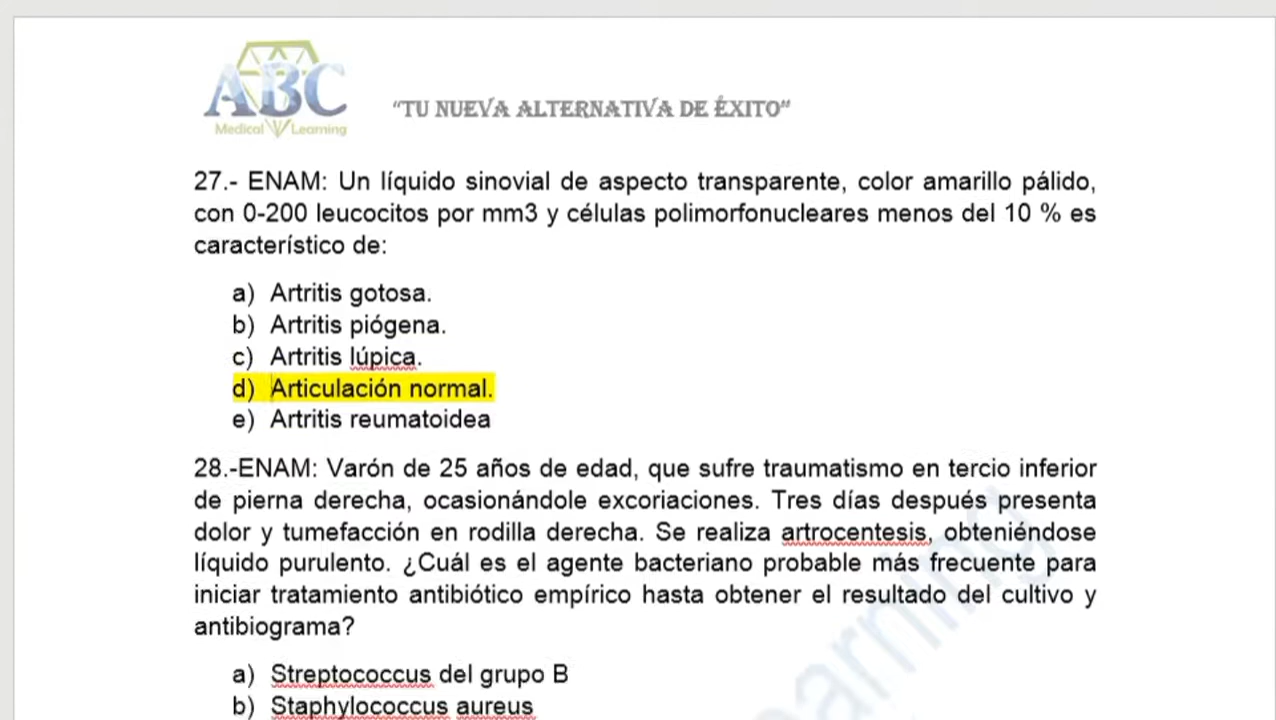 ABC
Medical Learning
“TU NUEVA ALTERNATIVA DE ÉXITO”
27.- ENAM: Un líquido sinovial de aspecto transparente, color amarillo pálido,
con 0-200 leucocitos por mm3 y células polimorfonucleares menos del 10 % es
característico de:
a) Artritis gotosa.
b) Artritis piógena.
c) Artritis lúpica.
d) Articulación normal.
e) Artritis reumatoidea
28.-ENAM: Varón de 25 años de edad, que sufre traumatismo en tercio inferior
de pierna derecha, ocasionándole excoriaciones. Tres días después presenta
dolor y tumefacción en rodilla derecha. Se realiza artrocentesis, obteniéndose
líquido purulento. ¿Cuál es el agente bacteriano probable más frecuente para
iniciar tratamiento antibiótico empírico hasta obtener el resultado del cultivo y
antibiograma?
a) Streptococcus del grupo B
b) Staphylococcus aureus